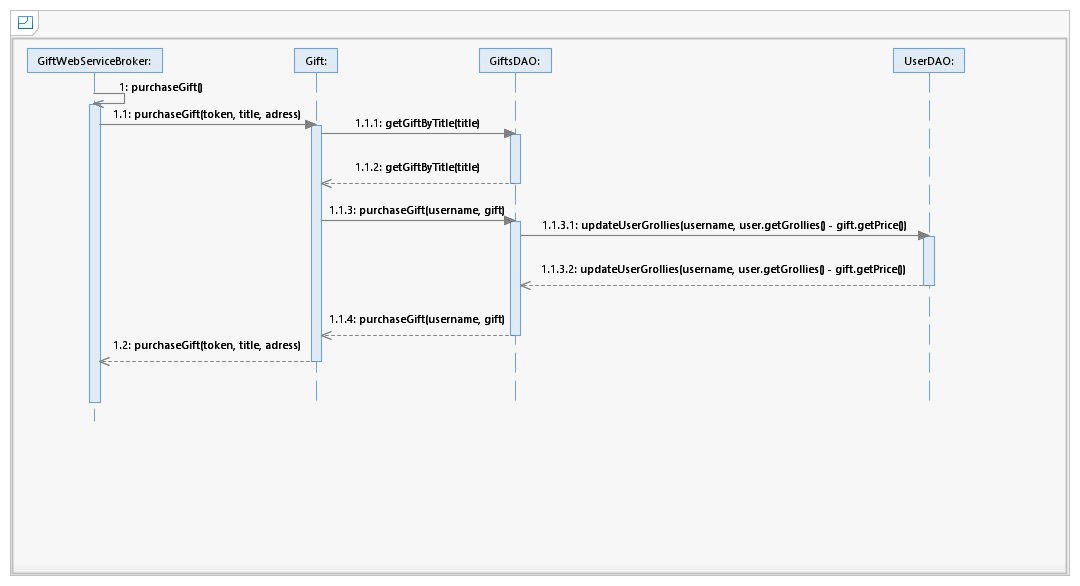 GiftWebServiceBroker:
Gift:
GiftsDAO:
UserDAO:
1: purchaseGift()
1.1: purchaseGift(token, title, adress)
1.1.1: getGiftByTitle(title)
1.1.2: getGiftByTitle(title)
1.1.3: purchaseGift(username, gift)
1.1.3.1: updateUserGrollies(username, user.getGrollies() - gift.getPrice())
1.1.3.2: updateUserGrollies(username, user.getGrollies() - gift.getPrice())
1.1.4: purchaseGift(username, gift)
1.2: purchaseGift(token, title, adress)